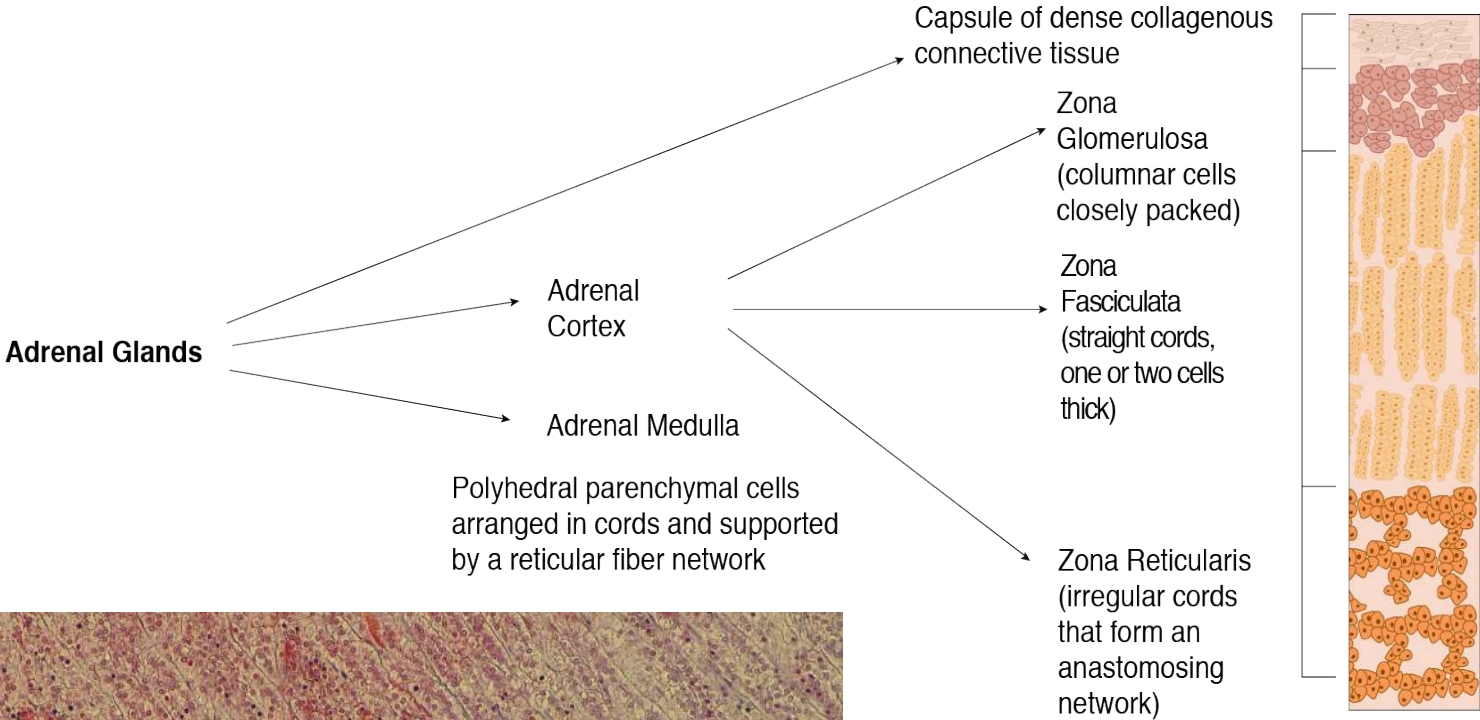 Capsule of dense collagenous
connective tissue
Zona
Glomerulosa
(columnar cells
closely packed)
Zona
Fasciculata
(straight cords,
one or two cells
thick)
Adrenal
Cortex
Adrenal Glands
Adrenal Medulla
Polyhedral parenchymal cells
arranged in cords and supported
by a reticular fiber network
Zona Reticularis
(irregular cords
that form an
anastomosing
network)